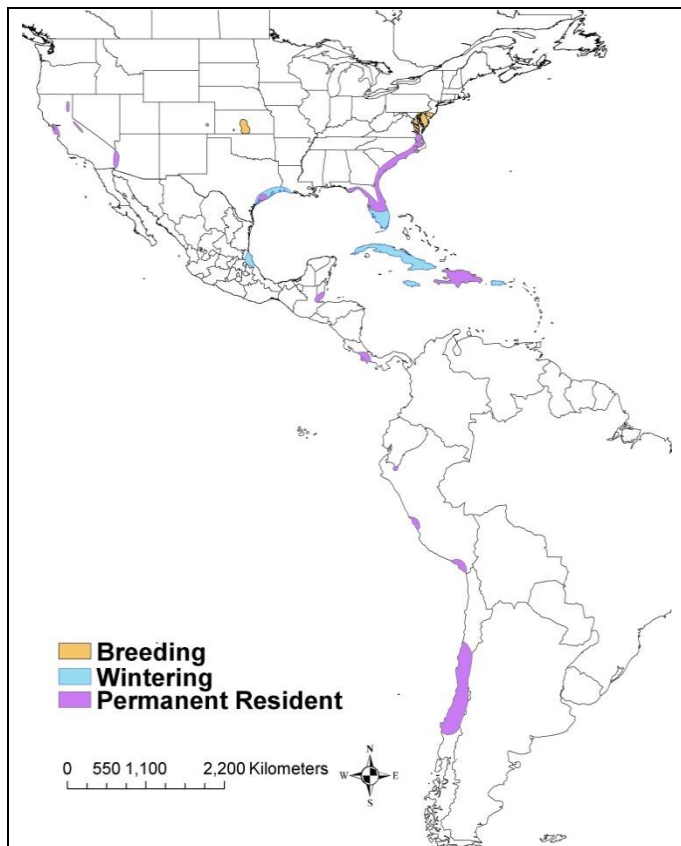 Breeding
Wintering
Permanent Resident
0 550 1,100 2,200 Kilometers
N
W E
S